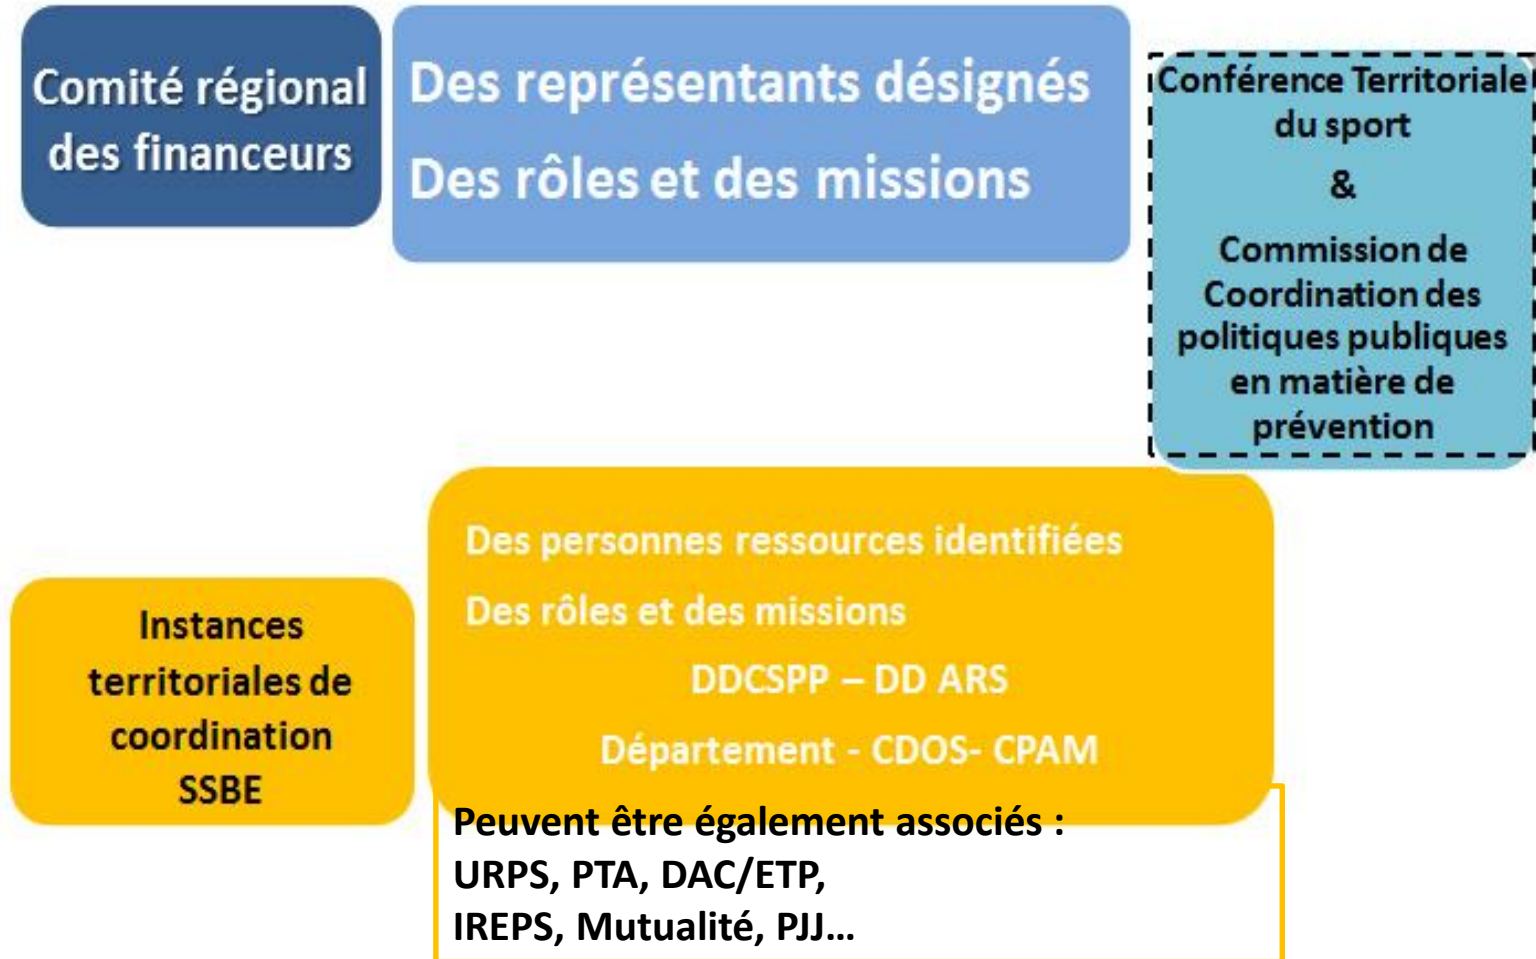 Comité régional
des financeurs
Des représentants désignés
Des rôles et des missions
Conférence Territoriale
du sport
&
Commission de
Coordination des
politiques publiques
en matière de
prévention
Instances
territoriales de
coordination
SSBE
Des personnes ressources identifiées
Des rôles et des missions
DDCSPP – DD ARS
Département - CDOS- CPAM
Peuvent être également associés :
URPS, PTA, DAC/ETP,
IREPS, Mutualité, PJJ...